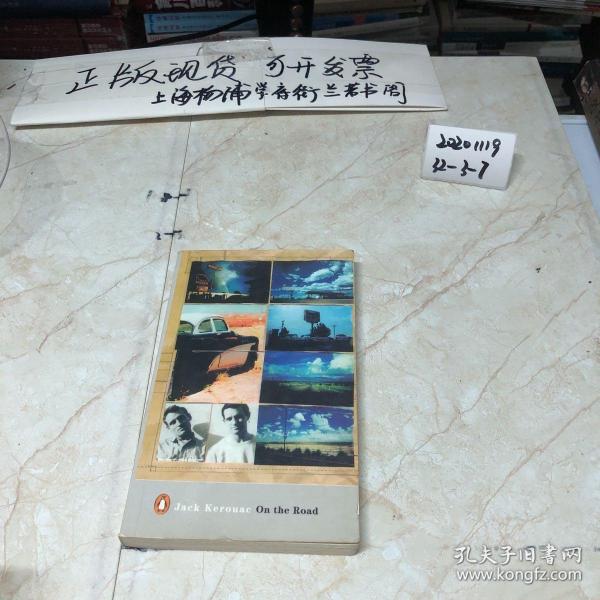 正版现货 可开发票
上海杨浦学府街兰若书阁
20201119
32-3-7
Jack Kerouac On the Road
孔夫子旧书网
www.kongfz.com